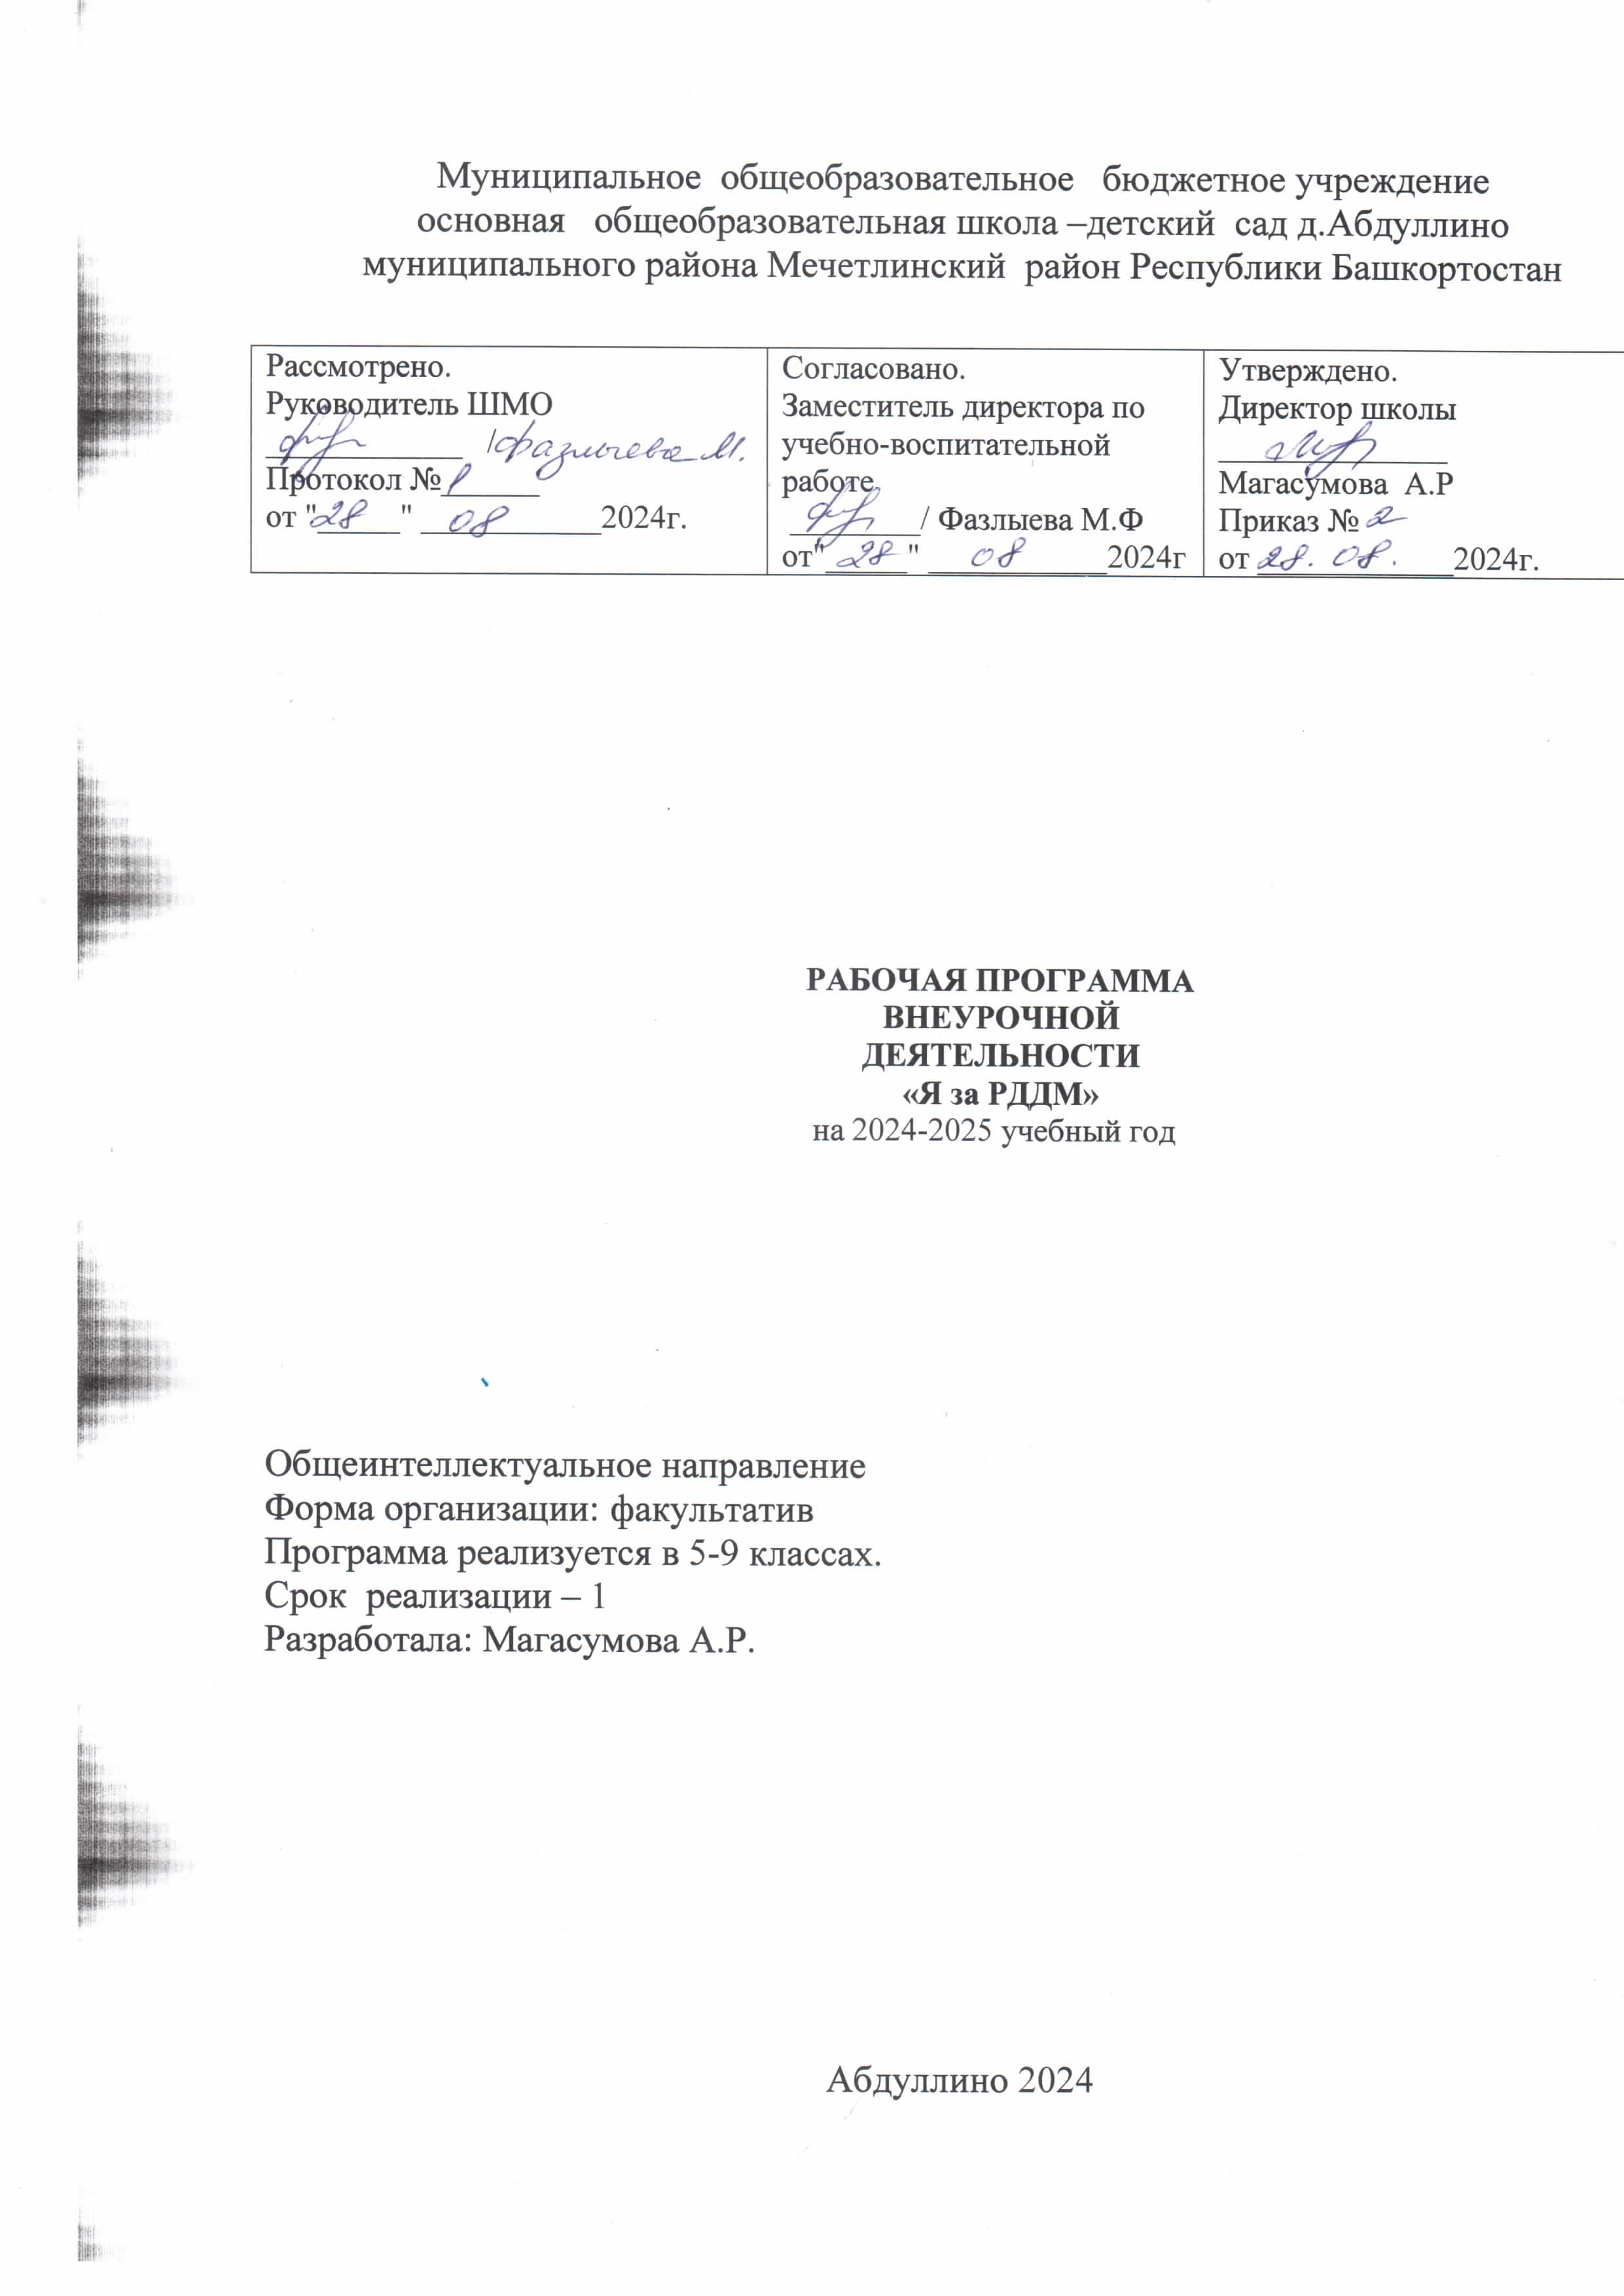 Муниципальное общеобразовательное бюджетное учреждение
основная общеобразовательная школа –детский сад д.Абдуллино
муниципального района Мечетлинский район Республики Башкортостан
Рассмотрено.
Руководитель ШМО
____________ /Фазлыева М.
Протокол №1______
от "28" 08 2024г.
Согласовано.
Заместитель директора по
учебно-воспитательной
работе
________/ Фазлыева М.Ф
от" 28 " 08 2024г
Утверждено.
Директор школы
______________
Магасумова А.Р
Приказ № 2
от 28. 08. 2024г.
РАБОЧАЯ ПРОГРАММА
ВНЕУРОЧНОЙ
ДЕЯТЕЛЬНОСТИ
«Я за РДДМ»
на 2024-2025 учебный год
Общеинтеллектуальное направление
Форма организации: факультатив
Программа реализуется в 5-9 классах.
Срок реализации – 1
Разработала: Магасумова А.Р.
Абдуллино 2024